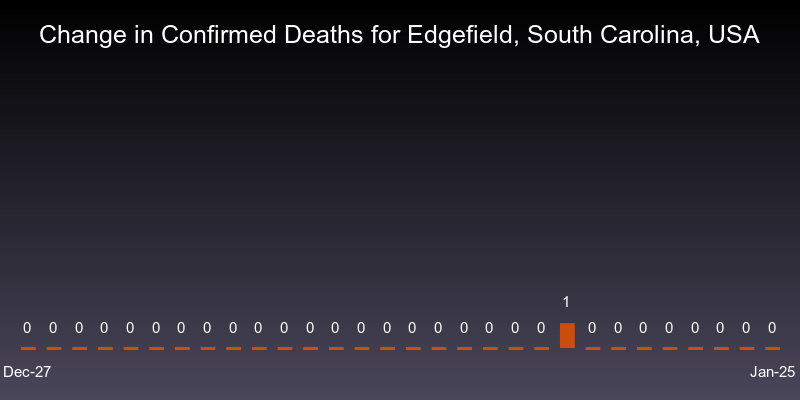 Change in Confirmed Deaths for Edgefield, South Carolina, USA
1
0 0 0 0 0 0 0 0 0 0 0 0 0 0 0 0 0 0 0 0 0 0 0 0 0 0 0 0 0
Dec-27 Jan-25